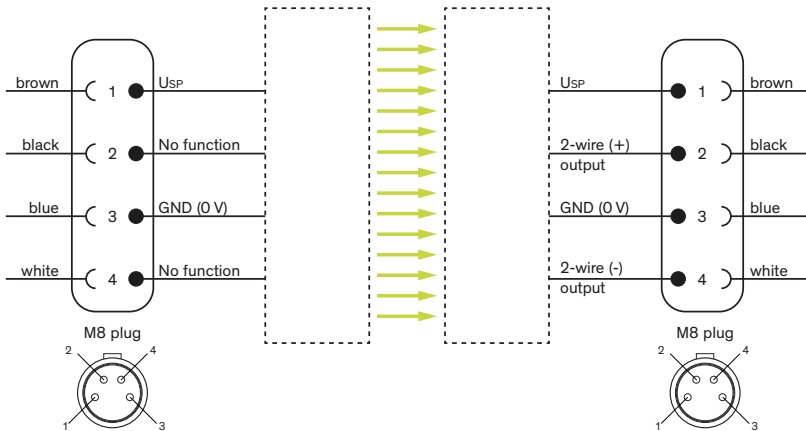 brown 1 USP
black 2 No function
blue 3 GND (0 V)
white 4 No function
M8 plug
2 4
1 3
USP 1 brown
2-wire (+)
output 2 black
GND (0 V) 3 blue
2-wire (-)
output 4 white
M8 plug
2 4
1 3